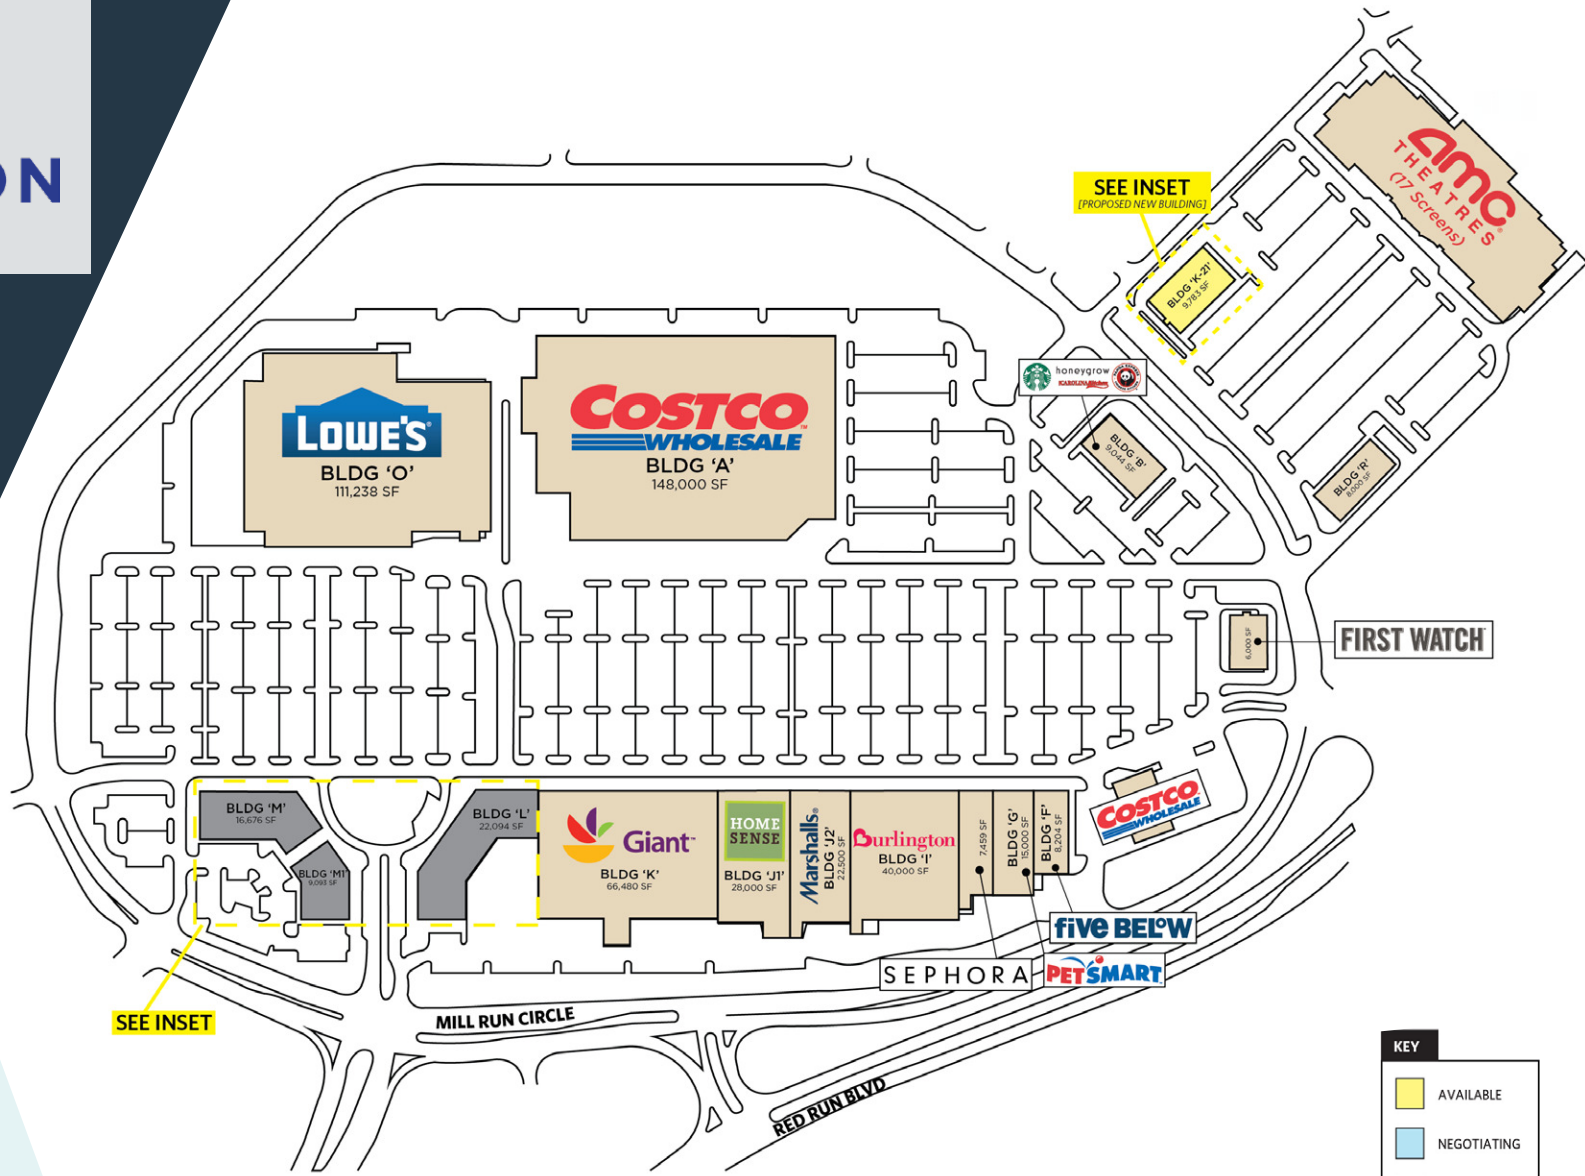 ON
SEE INSET
[PROPOSED NEW BUILDING]
amc
THEATRES
(17 Screens)
BLDG 'K-21'
9,783 SF
LOWE'S
BLDG 'O'
111,238 SF
COSTCO
WHOLESALE
BLDG 'A'
148,000 SF
honeygrow
BLDG 'B'
9,044 SF
BLDG 'R'
8,000 SF
6,000 SF
FIRST WATCH
BLDG 'M'
16,676 SF
BLDG 'M1'
9,093 SF
BLDG 'L'
22,094 SF
Giant
BLDG 'K'
66,480 SF
HOME
SENSE
BLDG 'J1'
28,000 SF
Marshalls
BLDG 'J2'
22,500 SF
Burlington
BLDG 'I'
40,000 SF
7,459 SF
BLDG 'G'
15,000 SF
BLDG 'F'
8,204 SF
COSTCO
WHOLESALE
five BELOW
SEPHORA
PETSMART
SEE INSET
MILL RUN CIRCLE
RED RUN BLVD
KEY
AVAILABLE
NEGOTIATING